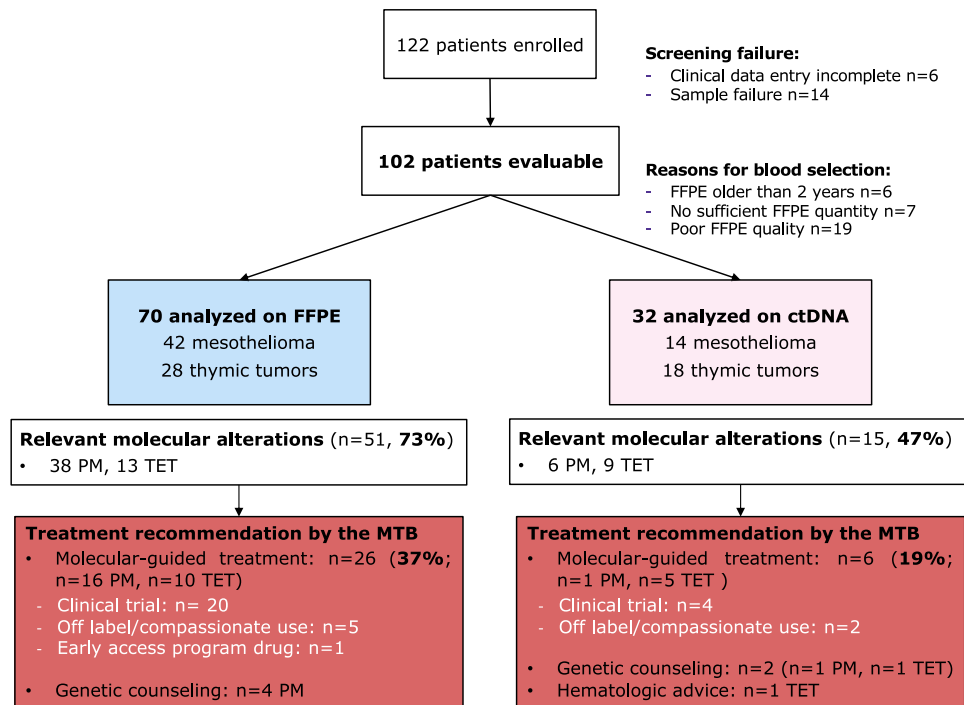 122 patients enrolled
Screening failure:
- Clinical data entry incomplete n=6
- Sample failure n=14
102 patients evaluable
Reasons for blood selection:
- FFPE older than 2 years n=6
- No sufficient FFPE quantity n=7
- Poor FFPE quality n=19
70 analyzed on FFPE
42 mesothelioma
28 thymic tumors
32 analyzed on ctDNA
14 mesothelioma
18 thymic tumors
Relevant molecular alterations (n=51, 73%)
• 38 PM, 13 TET
Relevant molecular alterations (n=15, 47%)
• 6 PM, 9 TET
Treatment recommendation by the MTB
• Molecular-guided treatment: n=26 (37%;
n=16 PM, n=10 TET)
- Clinical trial: n= 20
- Off label/compassionate use: n=5
- Early access program drug: n=1
• Genetic counseling: n=4 PM
Treatment recommendation by the MTB
• Molecular-guided treatment: n=6 (19%;
n=1 PM, n=5 TET )
- Clinical trial: n=4
- Off label/compassionate use: n=2
• Genetic counseling: n=2 (n=1 PM, n=1 TET)
• Hematologic advice: n=1 TET